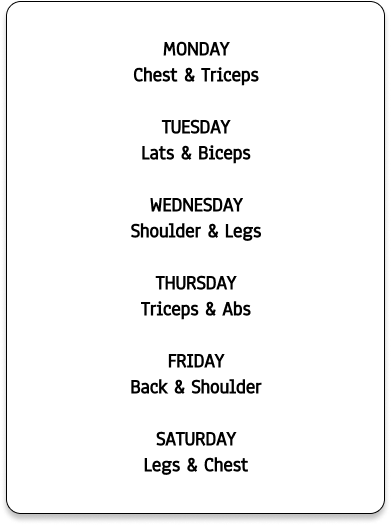 MONDAY
Chest & Triceps
TUESDAY
Lats & Biceps
WEDNESDAY
Shoulder & Legs
THURSDAY
Triceps & Abs
FRIDAY
Back & Shoulder
SATURDAY
Legs & Chest